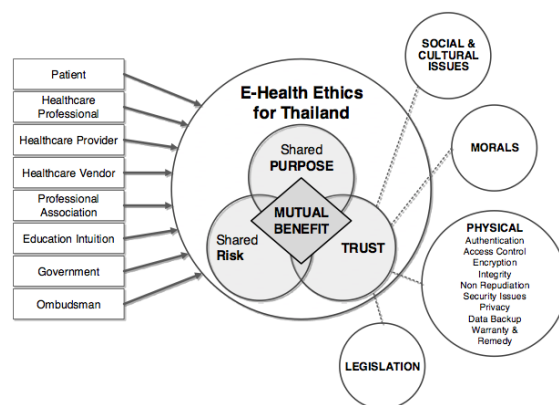 Patient
Healthcare
Professional
Healthcare Provider
Healthcare Vendor
Professional
Association
Education Intuition
Government
Ombudsman
E-Health Ethics
for Thailand
Shared
PURPOSE
MUTUAL
BENEFIT
Shared
Risk
TRUST
SOCIAL &
CULTURAL
ISSUES
MORALS
PHYSICAL
Authentication
Access Control
Encryption
Integrity
Non Repudiation
Security Issues
Privacy
Data Backup
Warranty &
Remedy
LEGISLATION